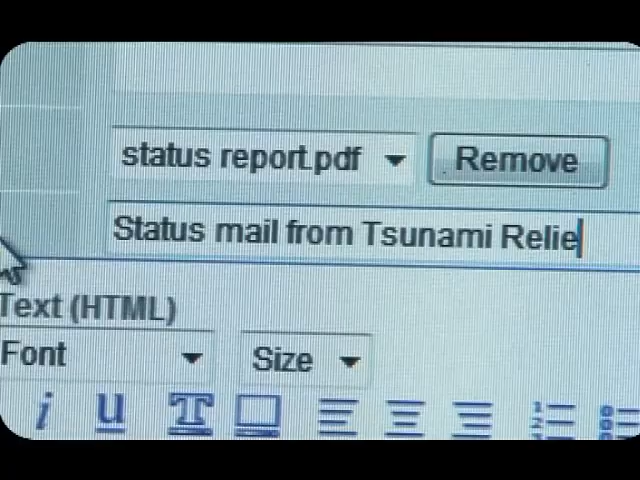 status report.pdf Remove
Status mail from Tsunami Relie
Text (HTML)
Font Size
i u T